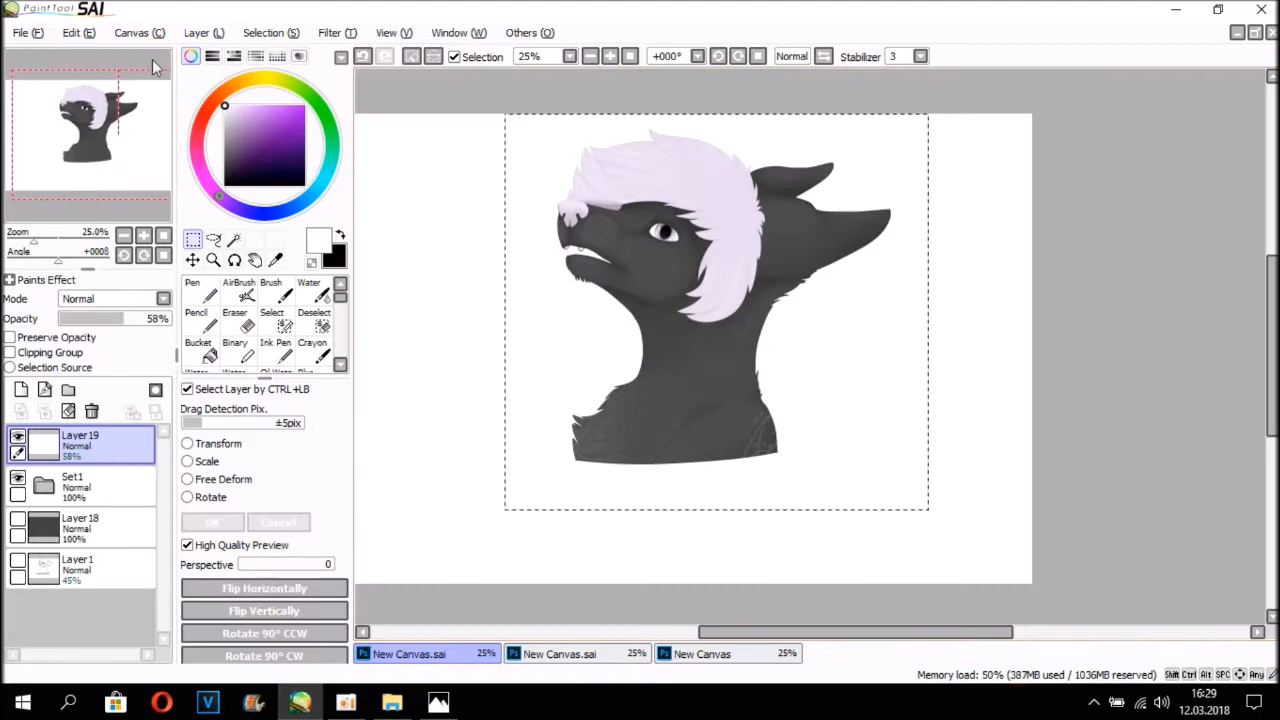 PaintTool SAI
File (F) Edit (E) Canvas (C) Layer (L) Selection (S) Filter (T) View (V) Window (W) Others (O)
Selection 25% +000° Normal Stabilizer 3
Zoom 25.0%
Angle +000ß
Paints Effect
Mode Normal
Opacity 58%
Preserve Opacity
Clipping Group
Selection Source
Layer19
Normal
58%
Set1
Normal
100%
Layer18
Normal
100%
Layer1
Normal
45%
Pen AirBrush Brush Water
Pencil Eraser Select Deselect
Bucket Binary Ink Pen Crayon
Select Layer by CTRL+LB
Drag Detection Pix.
±5pix
Transform
Scale
Free Deform
Rotate
OK Cancel
High Quality Preview
Perspective 0
Flip Horizontally
Flip Vertically
Rotate 90° CCW
Rotate 90° CW
New Canvas.sai 25% New Canvas.sai 25% New Canvas 25%
Memory load: 50% (387MB used / 1036MB reserved) Shift Ctrl Alt SPC Any
16:29
12.03.2018